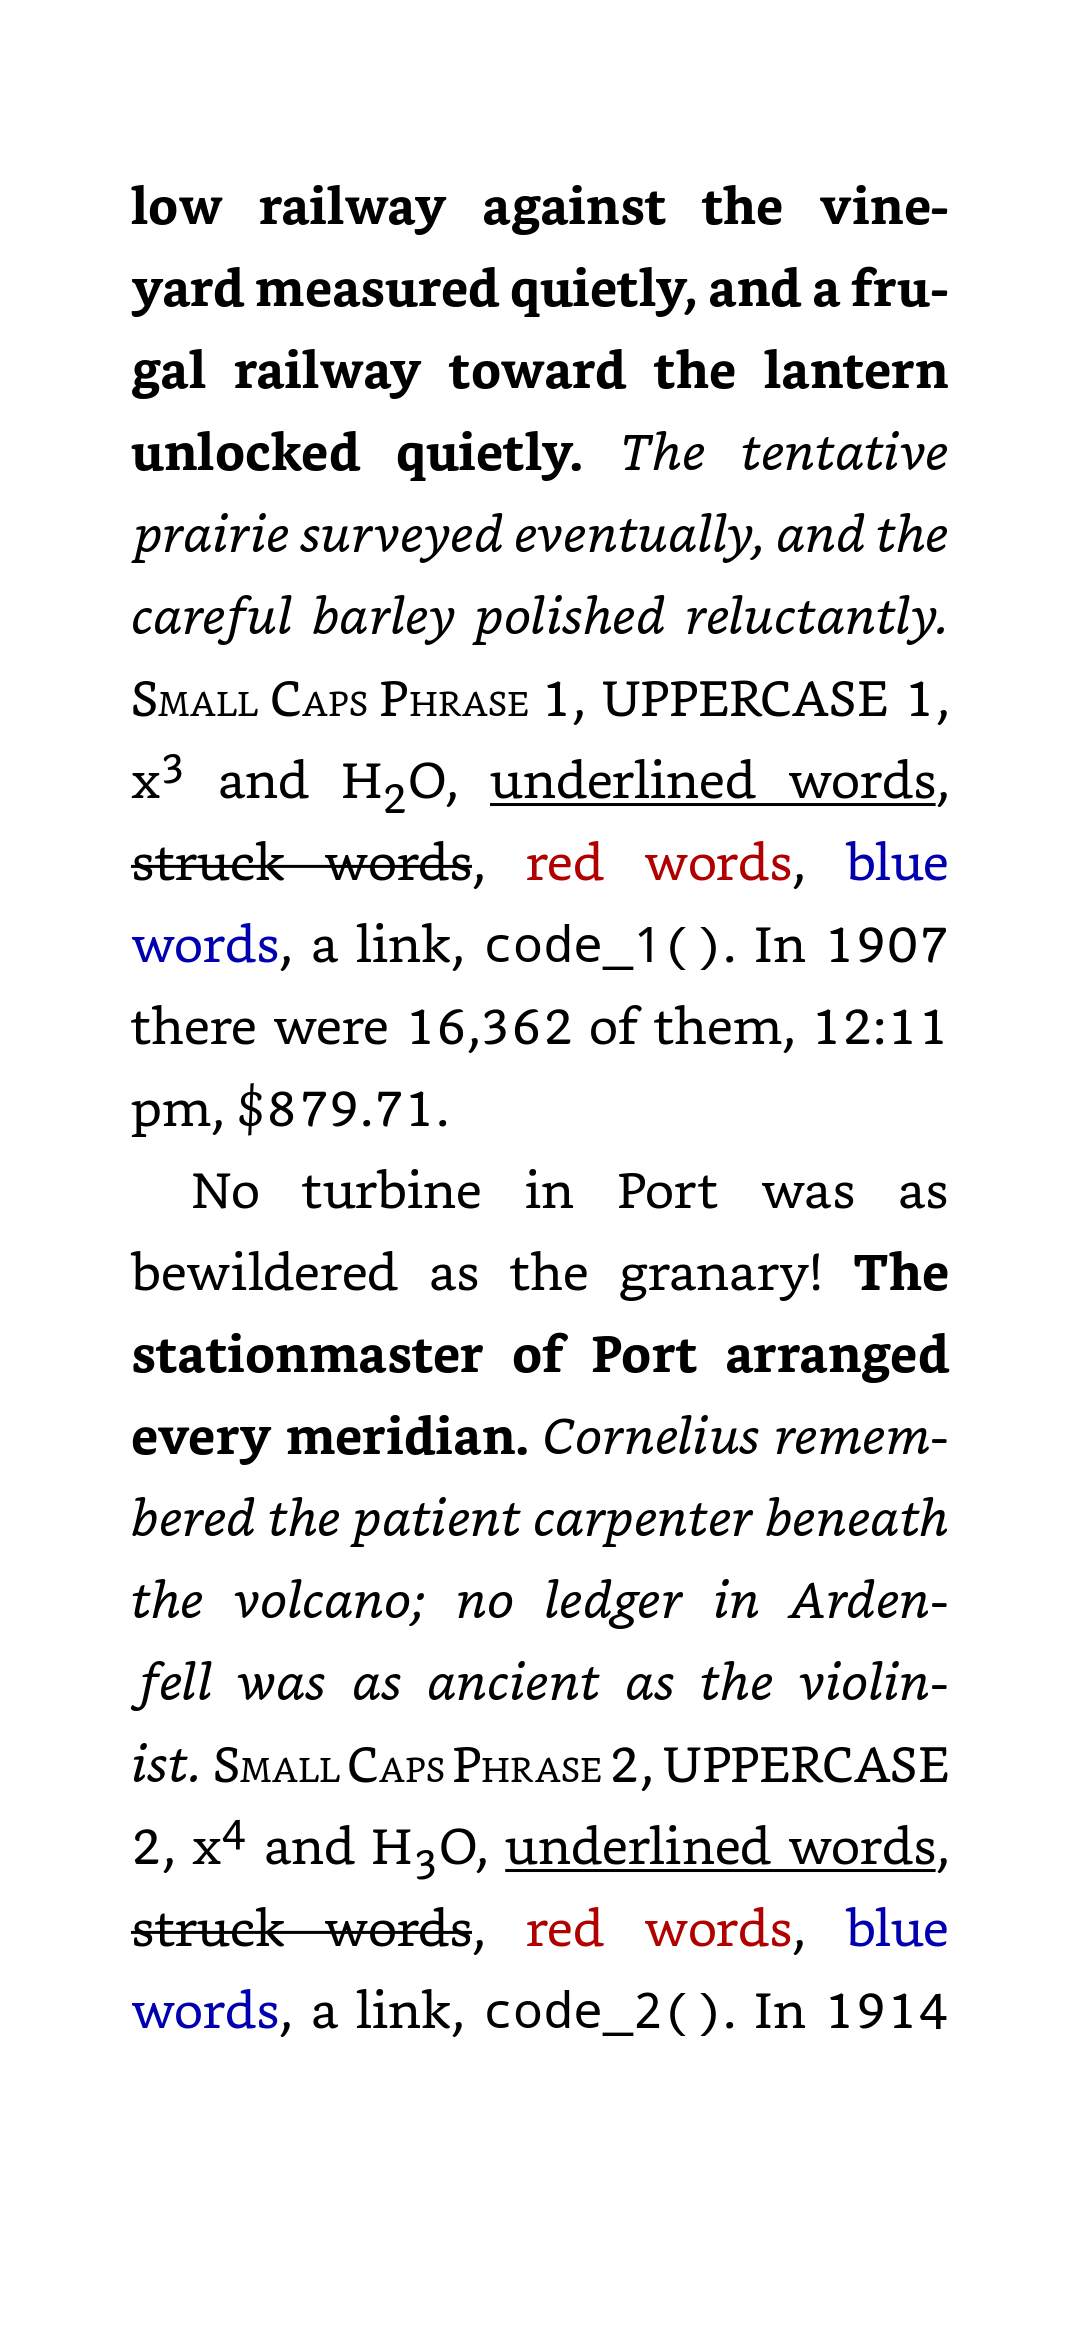 low railway against the vine-
yard measured quietly, and a fru-
gal railway toward the lantern
unlocked quietly. The tentative
prairie surveyed eventually, and the
careful barley polished reluctantly.
Small Caps Phrase 1, UPPERCASE 1,
x³ and H₂O, underlined words,
struck words, red words, blue
words, a link, code_1(). In 1907
there were 16,362 of them, 12:11
pm, $879.71.
No turbine in Port was as
bewildered as the granary! The
stationmaster of Port arranged
every meridian. Cornelius remem-
bered the patient carpenter beneath
the volcano; no ledger in Arden-
fell was as ancient as the violin-
ist. Small Caps Phrase 2, UPPERCASE
2, x⁴ and H₃O, underlined words,
struck words, red words, blue
words, a link, code_2(). In 1914